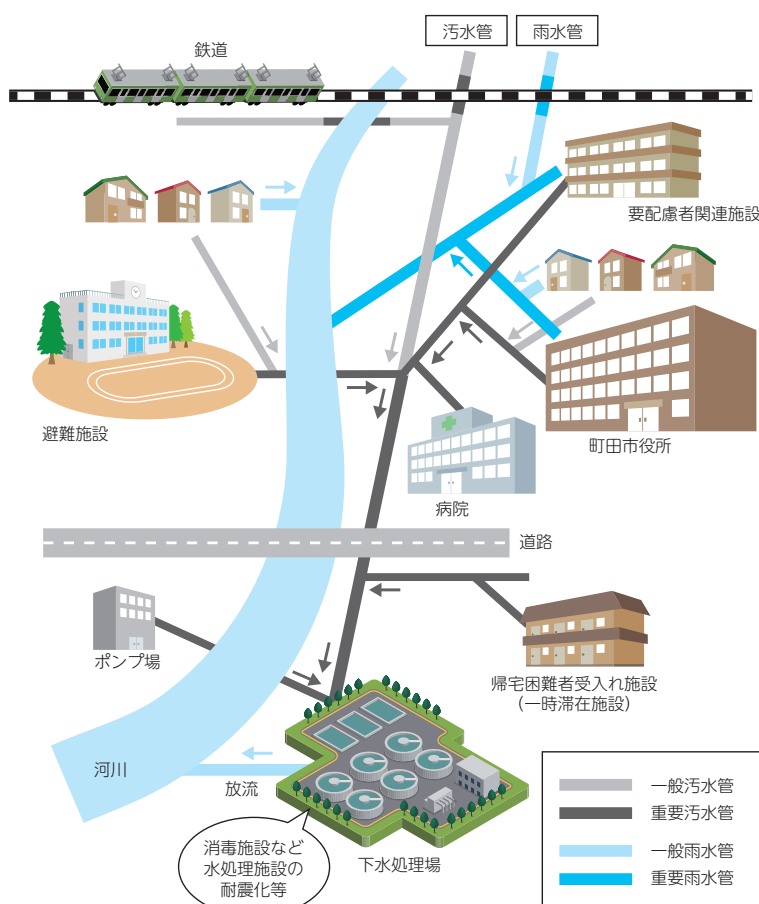 汚水管
雨水管
鉄道
要配慮者関連施設
避難施設
町田市役所
病院
道路
ポンプ場
帰宅困難者受入れ施設
(一時滞在施設)
河川
放流
消毒施設など
水処理施設の
耐震化等
下水処理場
一般汚水管
重要汚水管
一般雨水管
重要雨水管